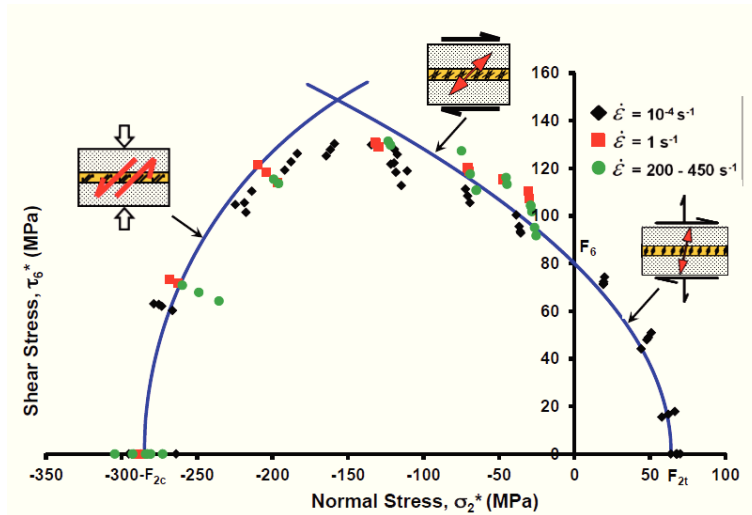 160
140
120
100
80
60
40
20
0
F₆
ε̇ = 10⁻⁴ s⁻¹
ε̇ = 1 s⁻¹
ε̇ = 200 - 450 s⁻¹
Shear Stress, τ₆* (MPa)
-350 -300 -F₂c -250 -200 -150 -100 -50 0 50 F₂t 100
Normal Stress, σ₂* (MPa)